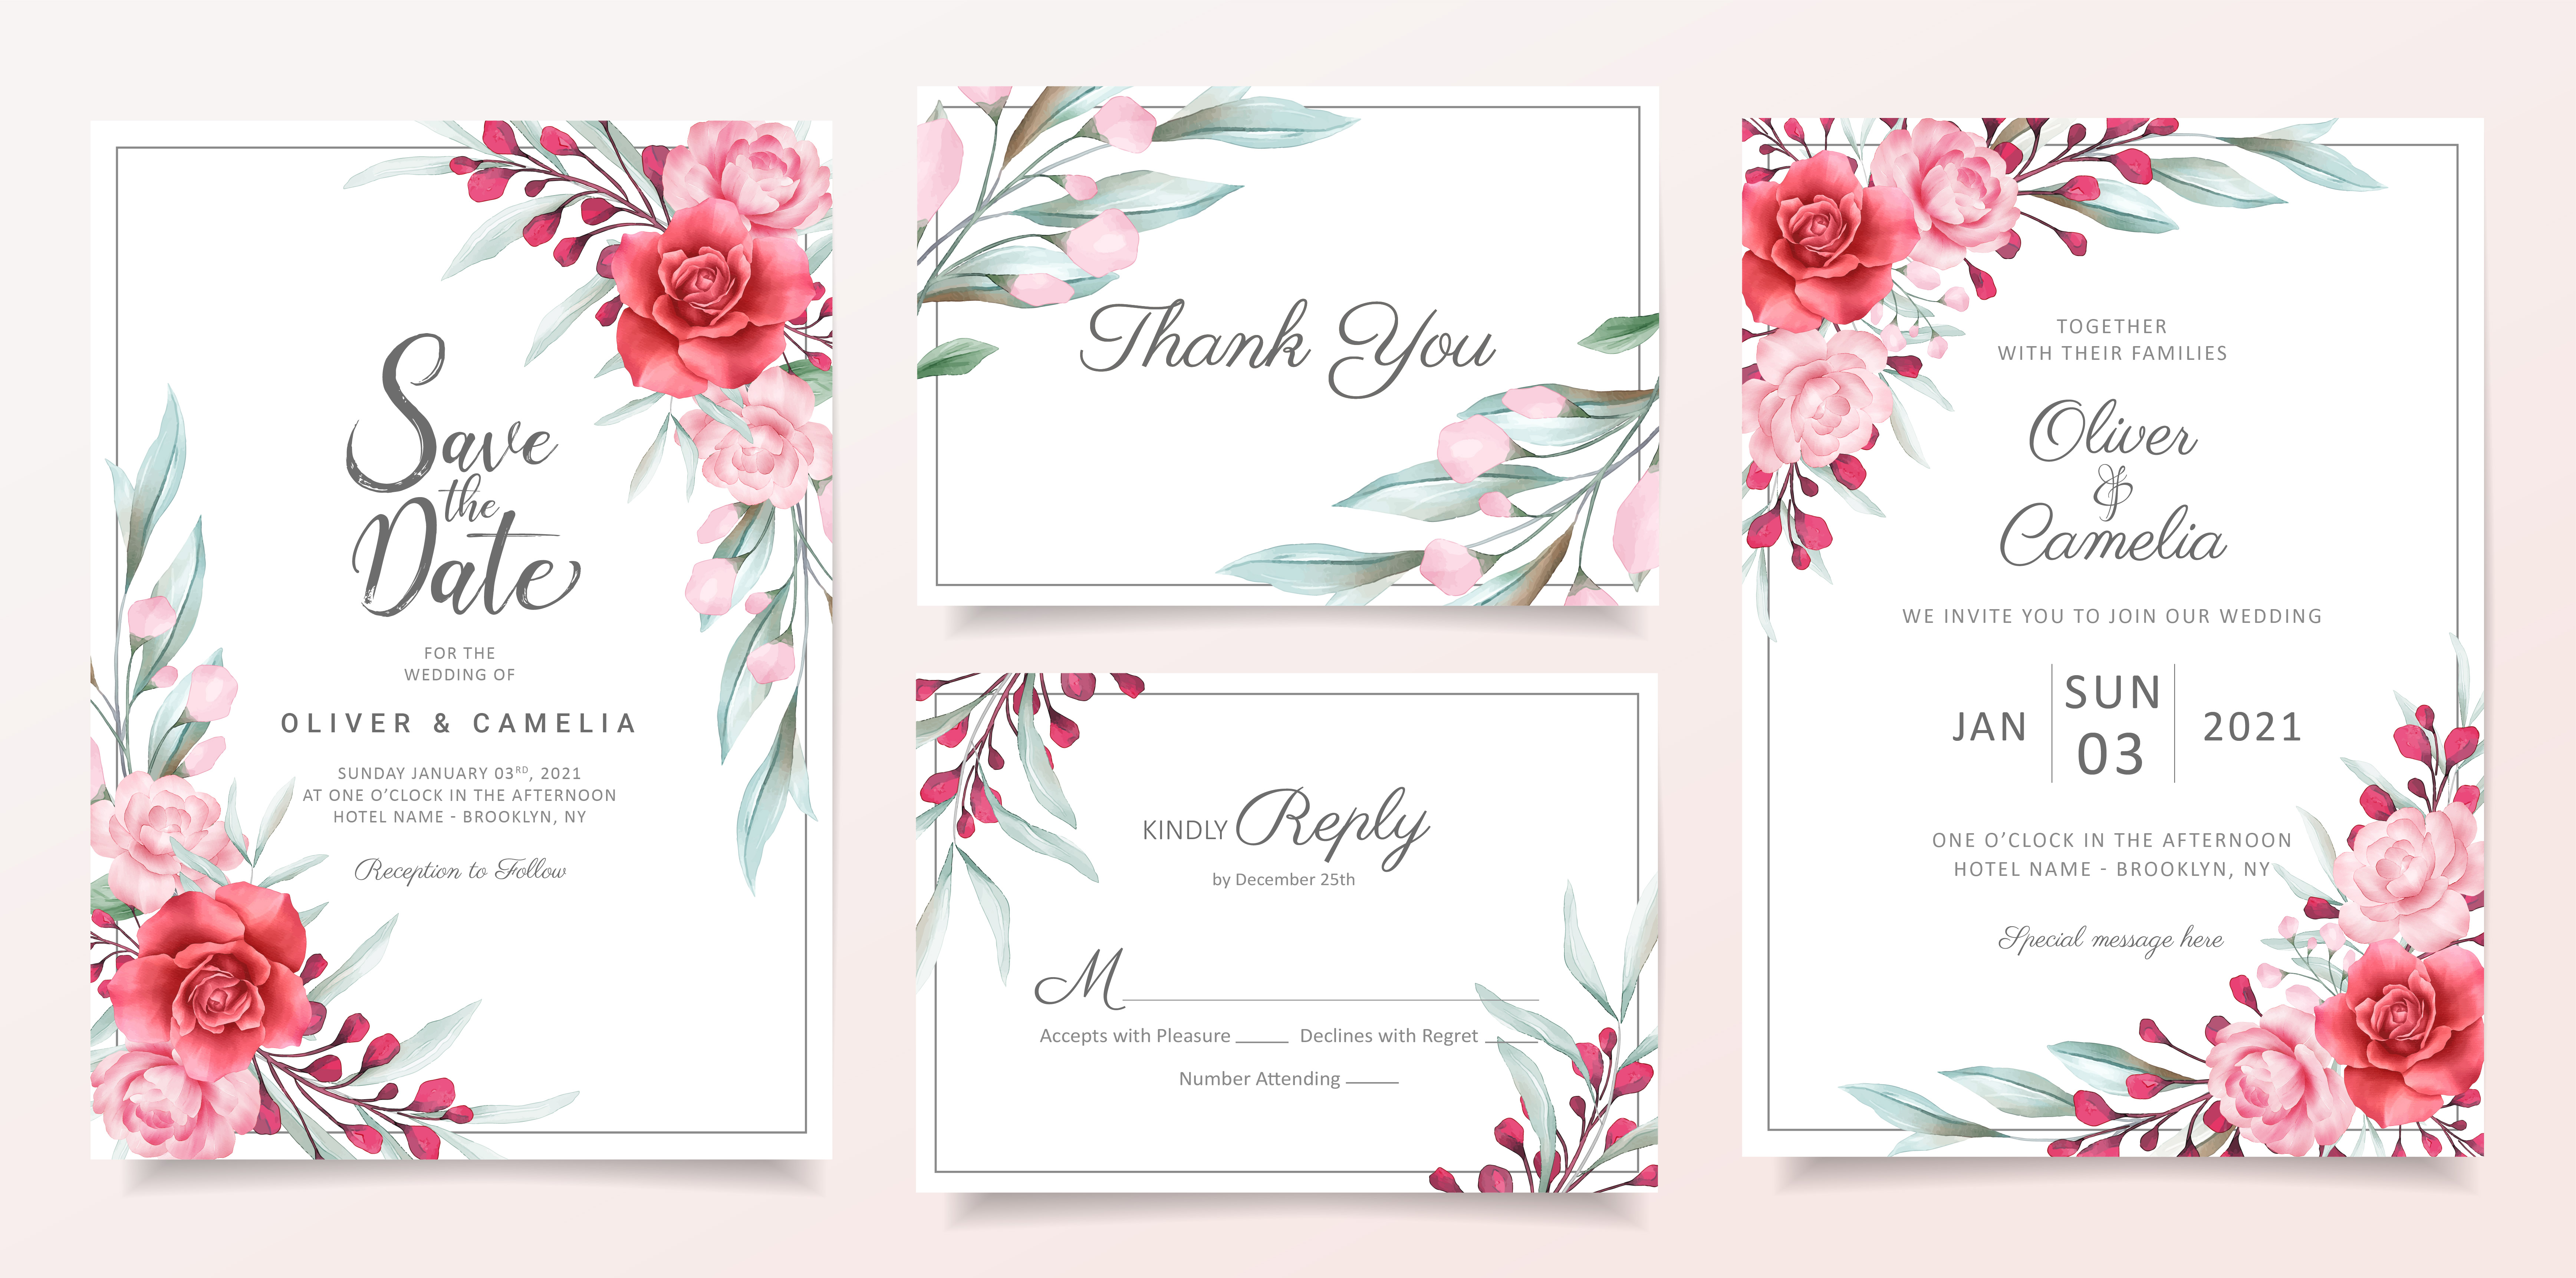 Save
the
Date
FOR THE
WEDDING OF
OLIVER & CAMELIA
SUNDAY JANUARY 03RD, 2021
AT ONE O’CLOCK IN THE AFTERNOON
HOTEL NAME - BROOKLYN, NY
Reception to Follow
Thank You
KINDLY Reply
by December 25th
M
Accepts with Pleasure ____ Declines with Regret ____
Number Attending ____
TOGETHER
WITH THEIR FAMILIES
Oliver
&
Camelia
WE INVITE YOU TO JOIN OUR WEDDING
JAN
SUN
03
2021
ONE O’CLOCK IN THE AFTERNOON
HOTEL NAME - BROOKLYN, NY
Special message here